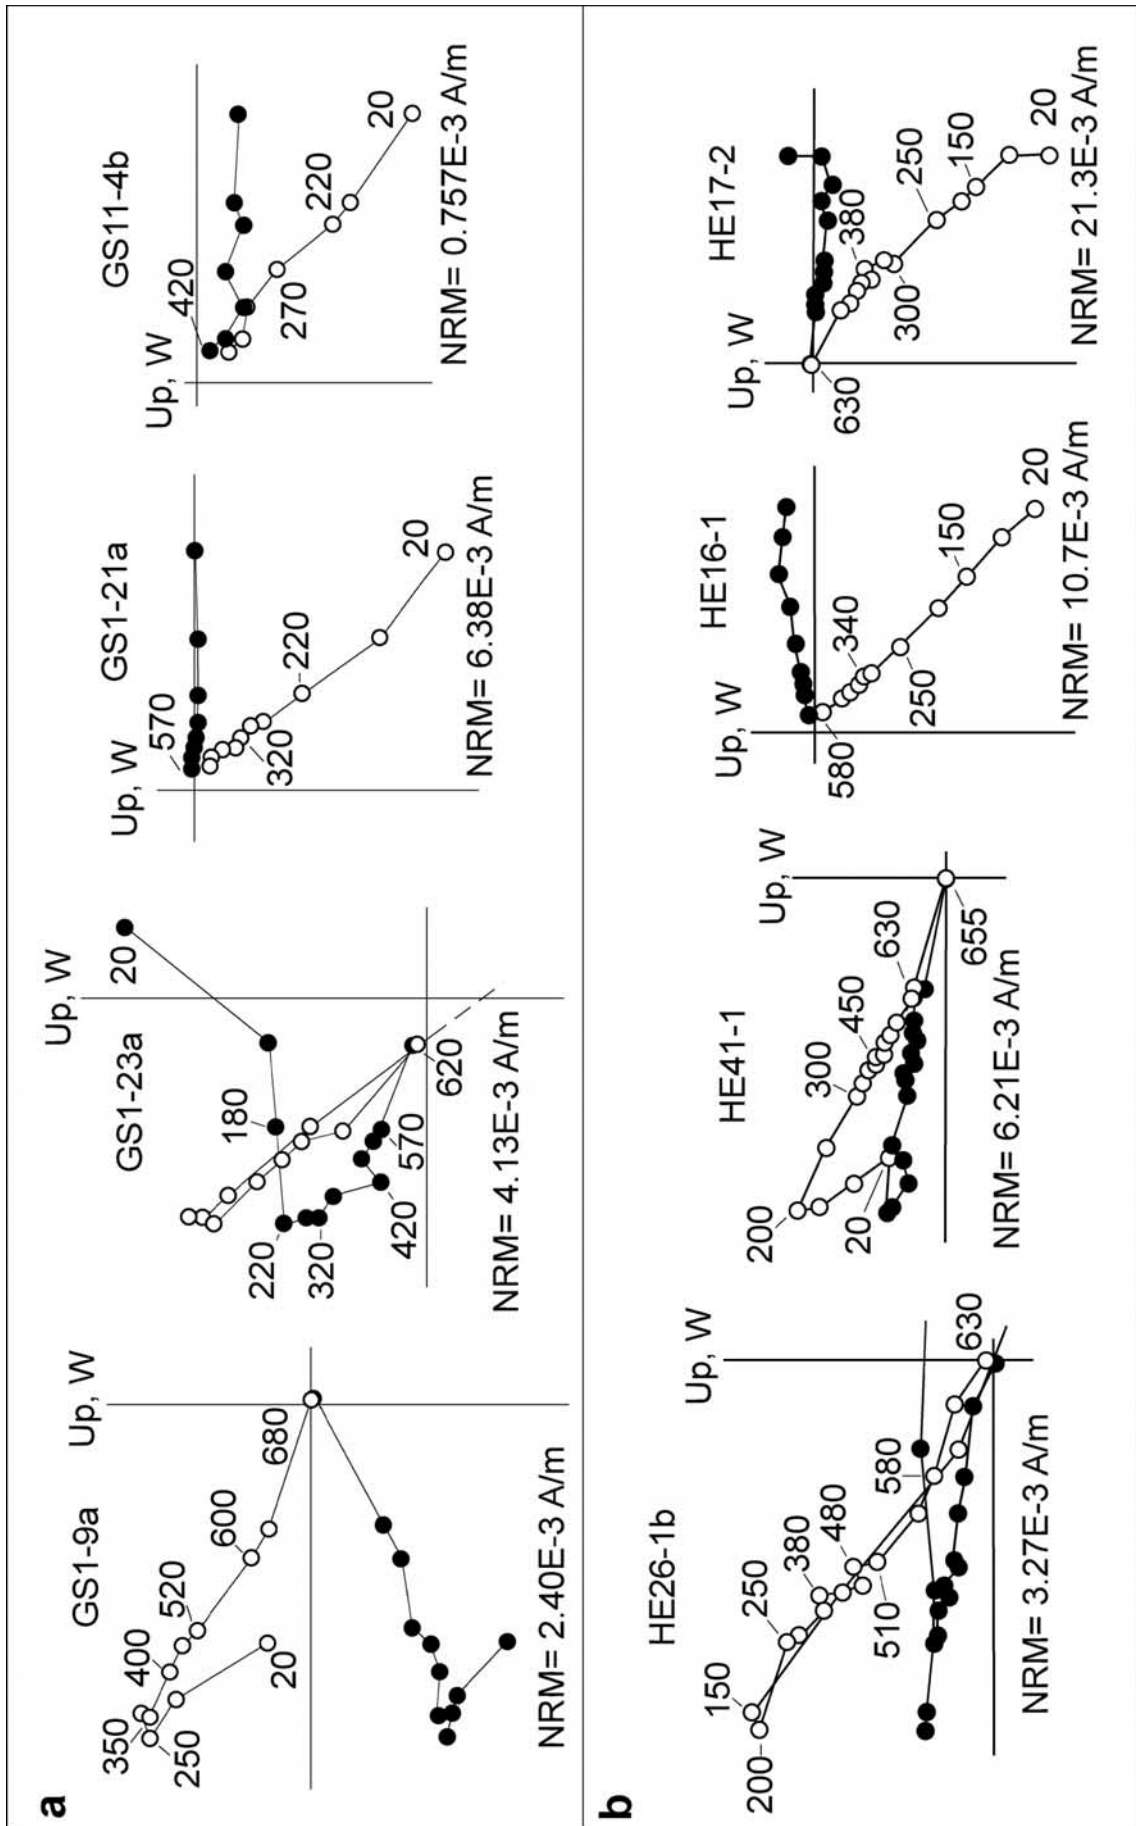 a
GS1-9a
Up, W
350
400
520
600
680
250
20
NRM= 2.40E-3 A/m
GS1-23a
Up, W
20
180
220
320
420
570
620
NRM= 4.13E-3 A/m
GS1-21a
Up, W
570
220
320
20
NRM= 6.38E-3 A/m
GS11-4b
Up, W
420
220
270
20
NRM= 0.757E-3 A/m
b
HE26-1b
Up, W
150
250
380
480
580
630
200
510
NRM= 3.27E-3 A/m
HE41-1
Up, W
200
300
450
630
20
655
NRM= 6.21E-3 A/m
HE16-1
Up, W
340
150
580
250
20
NRM= 10.7E-3 A/m
HE17-2
Up, W
380
250
150
630
300
20
NRM= 21.3E-3 A/m